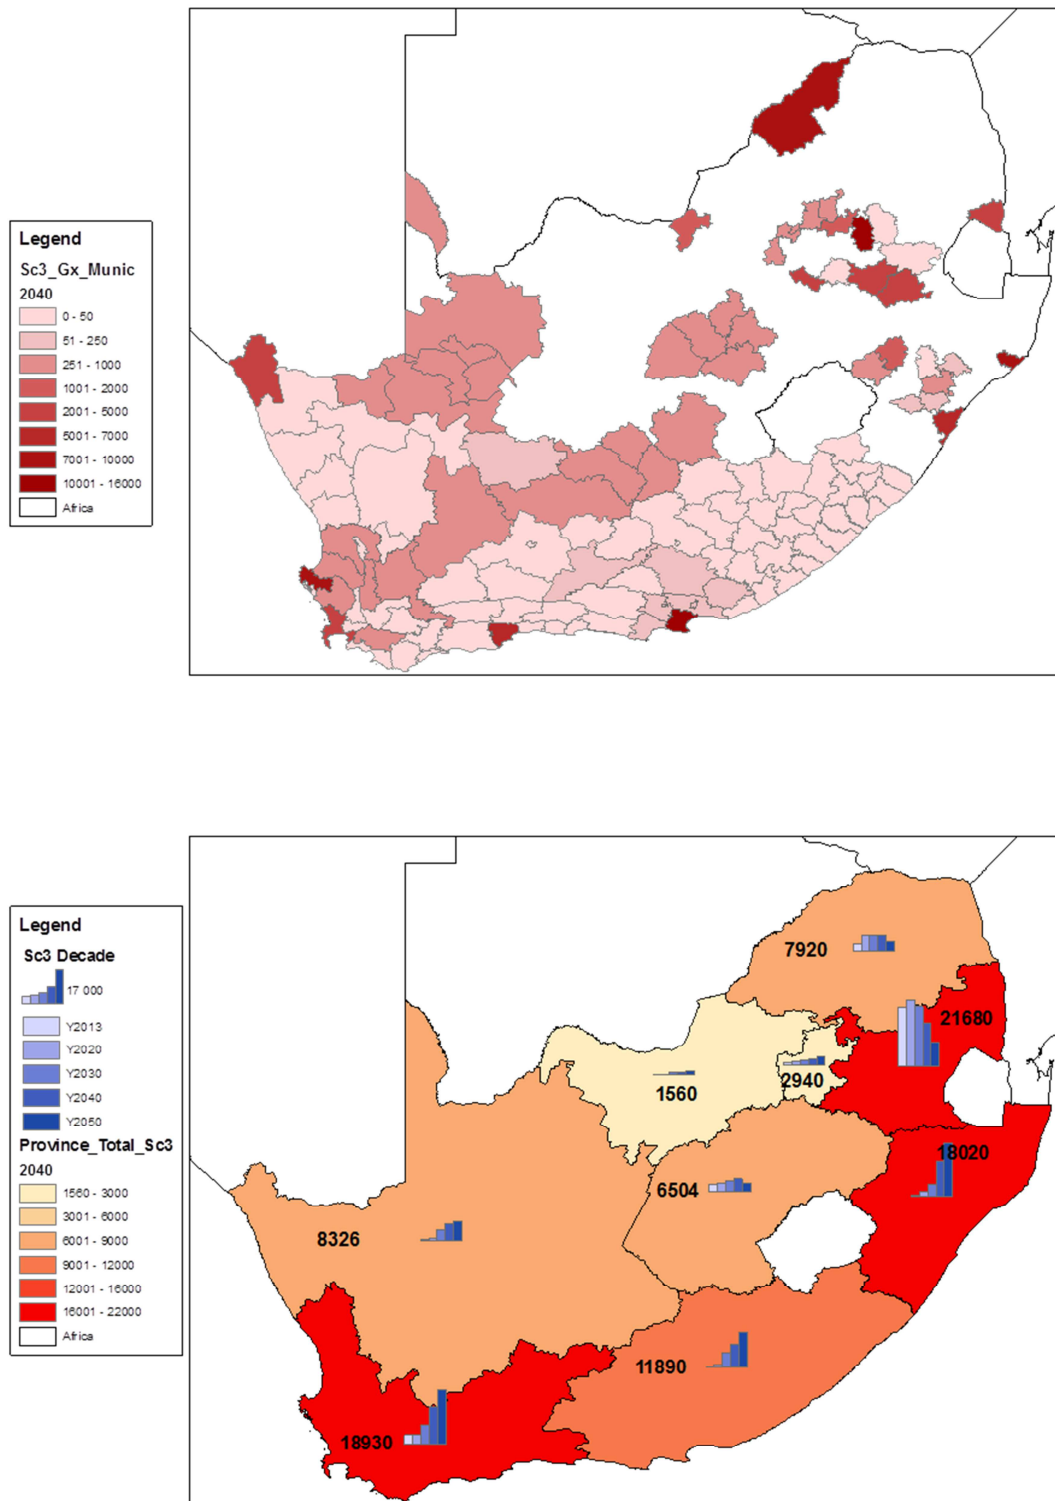 Legend
Sc3_Gx_Munic
2040
0 - 50
51 - 250
251 - 1000
1001 - 2000
2001 - 5000
5001 - 7000
7001 - 10000
10001 - 16000
Africa
Legend
Sc3 Decade
17 000
Y2013
Y2020
Y2030
Y2040
Y2050
Province_Total_Sc3
2040
1560 - 3000
3001 - 6000
6001 - 9000
9001 - 12000
12001 - 16000
16001 - 22000
Africa
7920
21680
1560
2940
18020
6504
8326
11890
18930